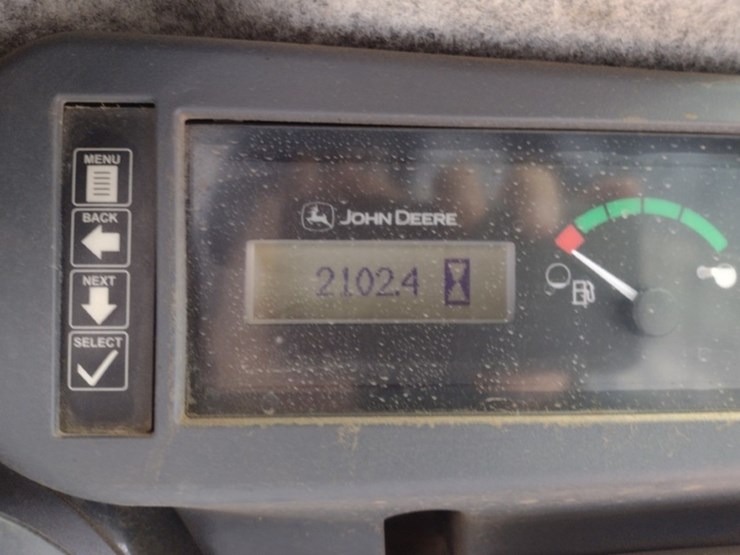 MENU
BACK
NEXT
SELECT
JOHN DEERE
2102.4